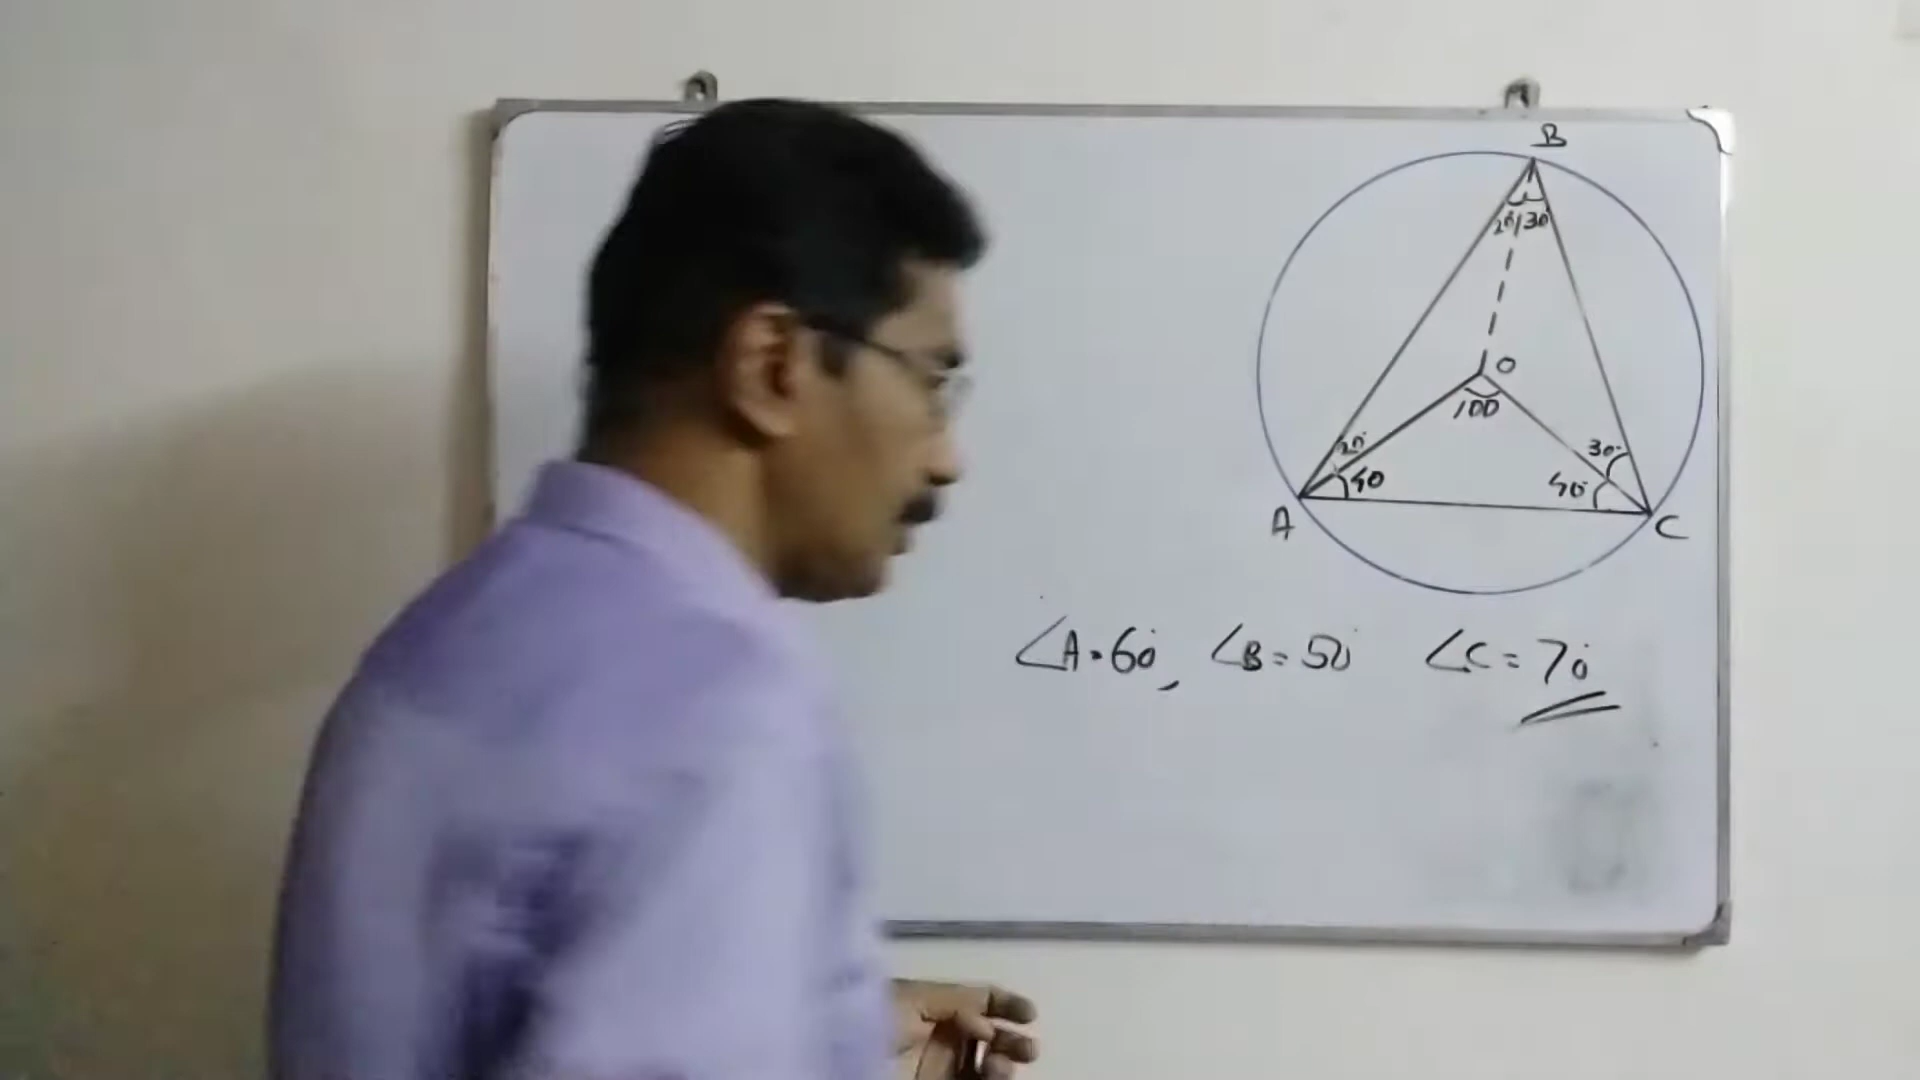 B
20 30°
O
100
20°
30°
40
40°
A
C
∠A = 60°, ∠B = 50° ∠C = 70°